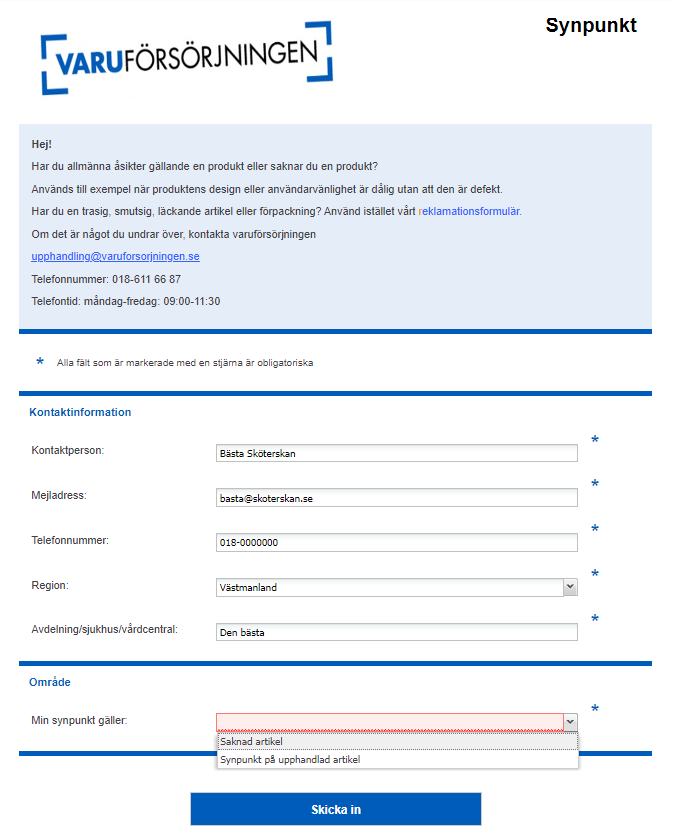 Synpunkt
VARUFÖRSÖRJNINGEN
Hej!
Har du allmänna åsikter gällande en produkt eller saknar du en produkt?
Används till exempel när produktens design eller användarvänlighet är dålig utan att den är defekt.
Har du en trasig, smutsig, läckande artikel eller förpackning? Använd istället vårt reklamationsformulär.
Om det är något du undrar över, kontakta varuförsörjningen
upphandling@varuforsorjningen.se
Telefonnummer: 018-611 66 87
Telefontid: måndag-fredag: 09:00-11:30
* Alla fält som är markerade med en stjärna är obligatoriska
Kontaktinformation
Kontaktperson: Bästa Sköterskan *
Mejladress: basta@skoterskan.se *
Telefonnummer: 018-0000000 *
Region: Västmanland *
Avdelning/sjukhus/vårdcentral: Den bästa *
Område
Min synpunkt gäller: *
Saknad artikel
Synpunkt på upphandlad artikel
Skicka in